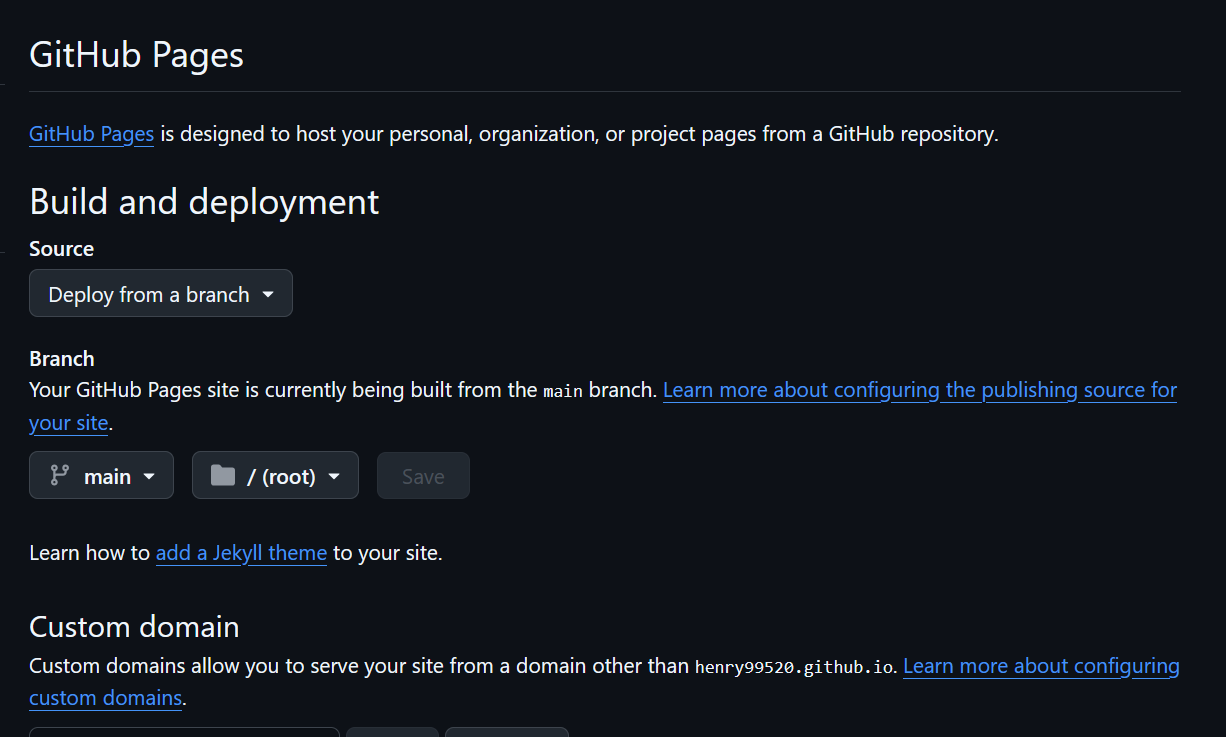 GitHub Pages
GitHub Pages is designed to host your personal, organization, or project pages from a GitHub repository.
Build and deployment
Source
Deploy from a branch
Branch
Your GitHub Pages site is currently being built from the main branch. Learn more about configuring the publishing source for
your site.
main / (root) Save
Learn how to add a Jekyll theme to your site.
Custom domain
Custom domains allow you to serve your site from a domain other than henry99520.github.io. Learn more about configuring
custom domains.